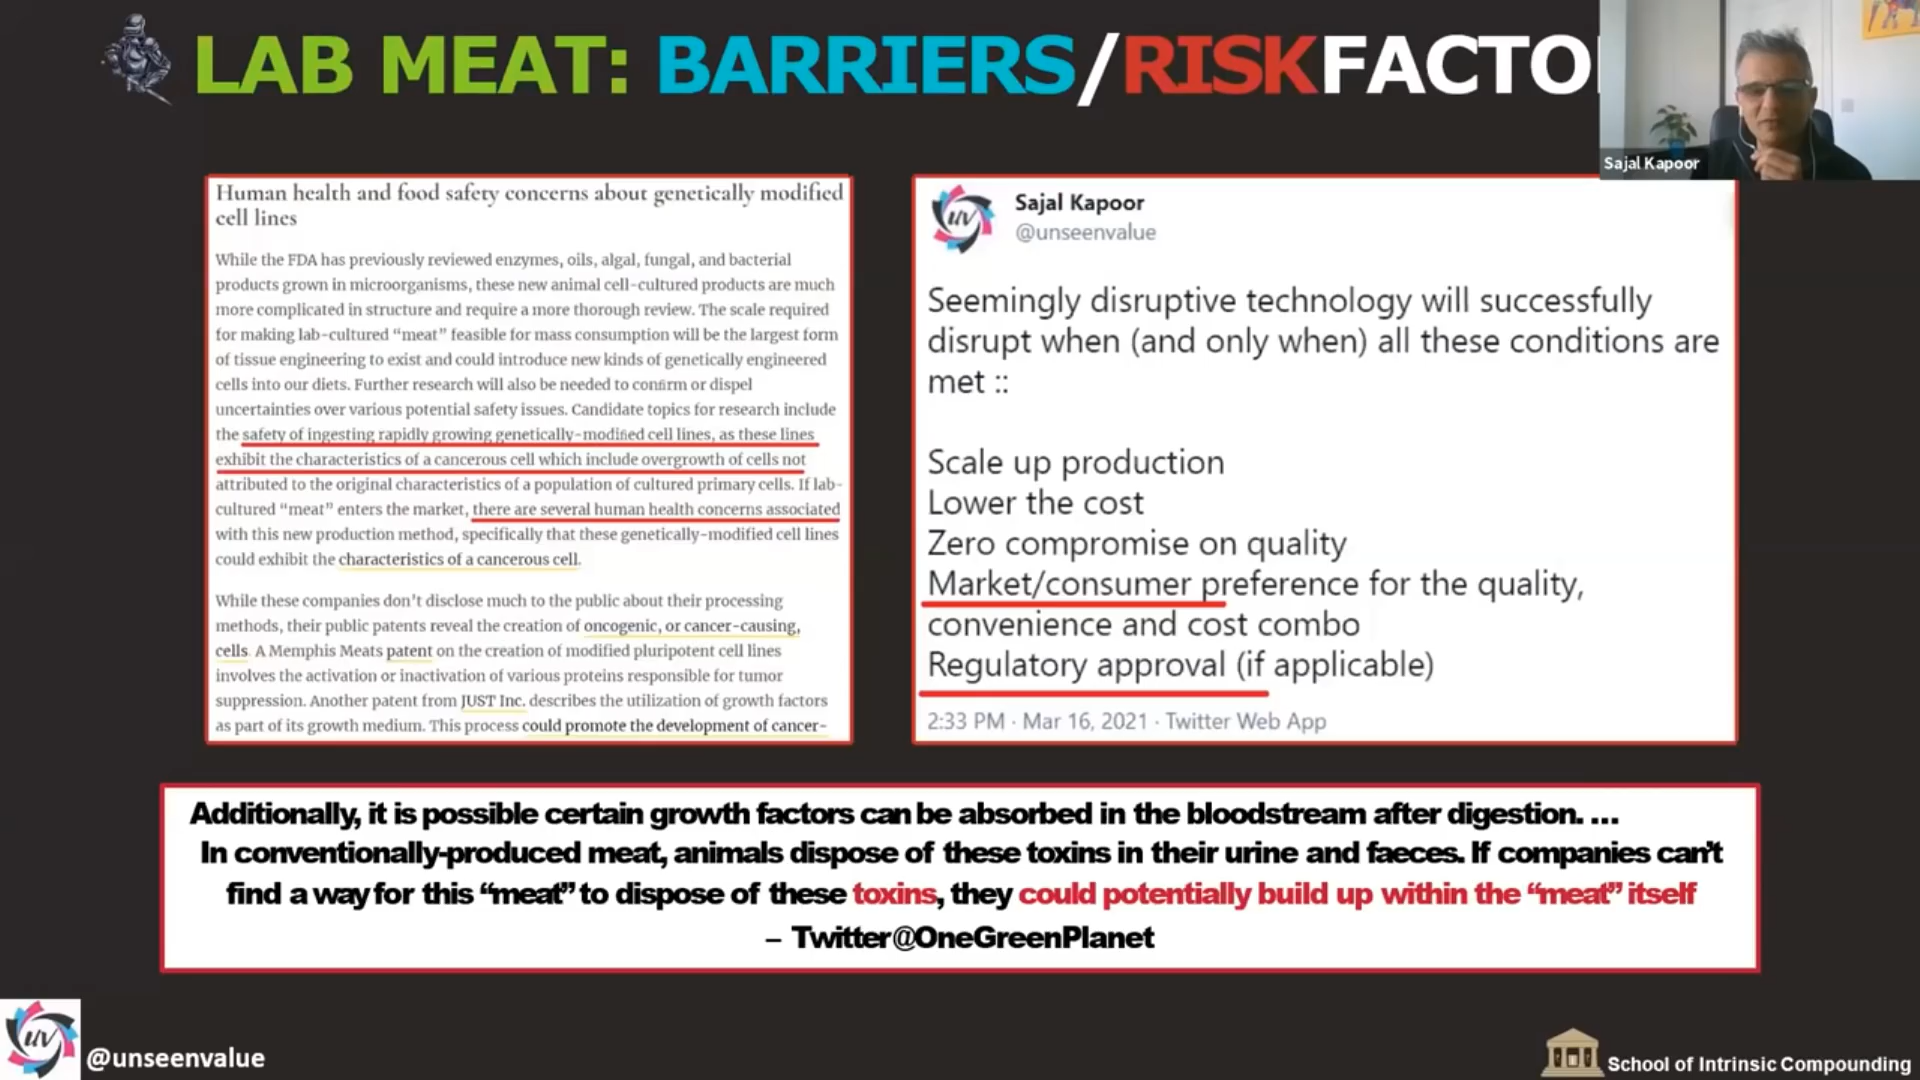 LAB MEAT: BARRIERS/RISKFACTO
Sajal Kapoor
Human health and food safety concerns about genetically modified
cell lines
While the FDA has previously reviewed enzymes, oils, algal, fungal, and bacterial
products grown in microorganisms, these new animal cell-cultured products are much
more complicated in structure and require a more thorough review. The scale required
for making lab-cultured “meat” feasible for mass consumption will be the largest form
of tissue engineering to exist and could introduce new kinds of genetically engineered
cells into our diets. Further research will also be needed to confirm or dispel
uncertainties over various potential safety issues. Candidate topics for research include
the safety of ingesting rapidly growing genetically-modified cell lines, as these lines
exhibit the characteristics of a cancerous cell which include overgrowth of cells not
attributed to the original characteristics of a population of cultured primary cells. If lab-
cultured “meat” enters the market, there are several human health concerns associated
with this new production method, specifically that these genetically-modified cell lines
could exhibit the characteristics of a cancerous cell.
While these companies don’t disclose much to the public about their processing
methods, their public patents reveal the creation of oncogenic, or cancer-causing,
cells. A Memphis Meats patent on the creation of modified pluripotent cell lines
involves the activation or inactivation of various proteins responsible for tumor
suppression. Another patent from JUST Inc. describes the utilization of growth factors
as part of its growth medium. This process could promote the development of cancer-
UV
Sajal Kapoor
@unseenvalue
Seemingly disruptive technology will successfully
disrupt when (and only when) all these conditions are
met ::
Scale up production
Lower the cost
Zero compromise on quality
Market/consumer preference for the quality,
convenience and cost combo
Regulatory approval (if applicable)
2:33 PM · Mar 16, 2021 · Twitter Web App
Additionally, it is possible certain growth factors can be absorbed in the bloodstream after digestion. …
In conventionally-produced meat, animals dispose of these toxins in their urine and faeces. If companies can’t
find a way for this “meat” to dispose of these toxins, they could potentially build up within the “meat” itself
– Twitter@OneGreenPlanet
UV
@unseenvalue
School of Intrinsic Compounding